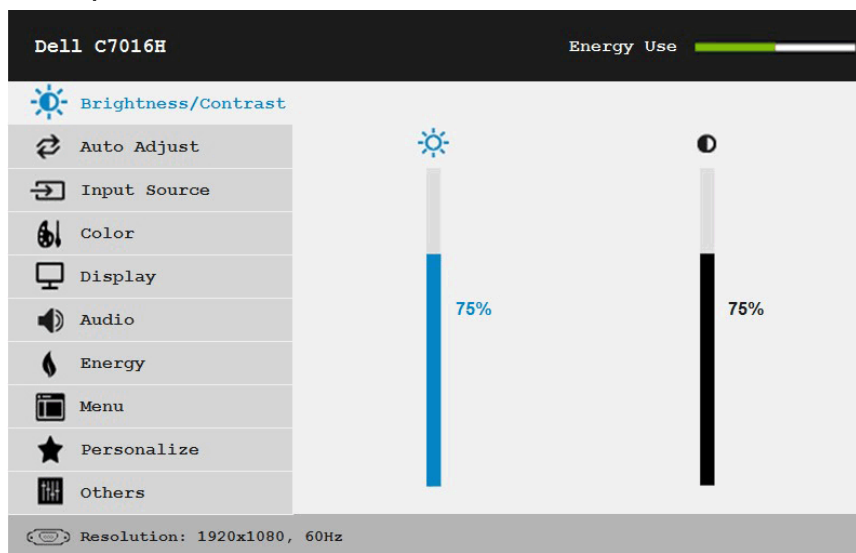 Dell C7016H Energy Use
Brightness/Contrast
Auto Adjust
Input Source
Color
Display
Audio
Energy
Menu
Personalize
Others
75% 75%
Resolution: 1920x1080, 60Hz